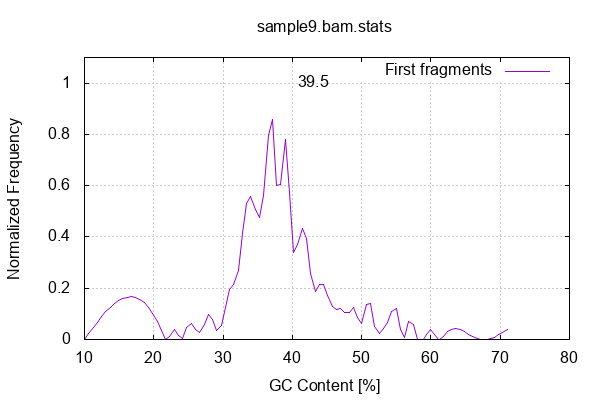 sample9.bam.stats
First fragments
39.5
Normalized Frequency
1
0.8
0.6
0.4
0.2
0
10 20 30 40 50 60 70 80
GC Content [%]